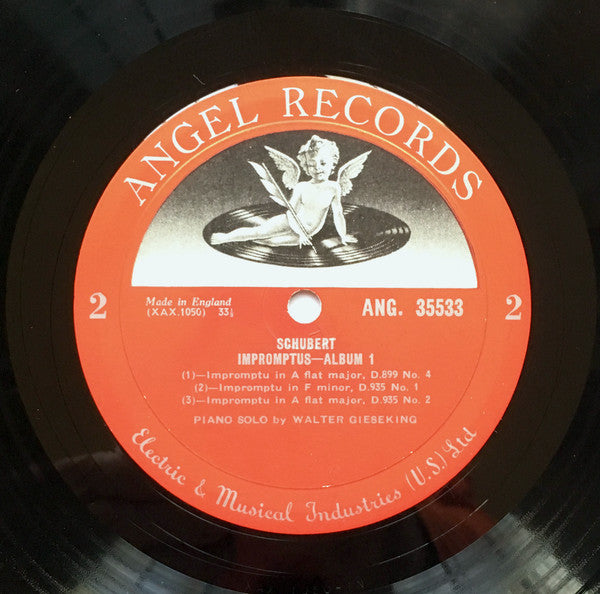 ANGEL RECORDS
2
Made in England
(XAX.1050) 33⅓
ANG. 35533
2
SCHUBERT
IMPROMPTUS—ALBUM 1
(1)—Impromptu in A flat major, D.899 No. 4
(2)—Impromptu in F minor, D.935 No. 1
(3)—Impromptu in A flat major, D.935 No. 2
PIANO SOLO by WALTER GIESEKING
Electric & Musical Industries (U.S.) Ltd